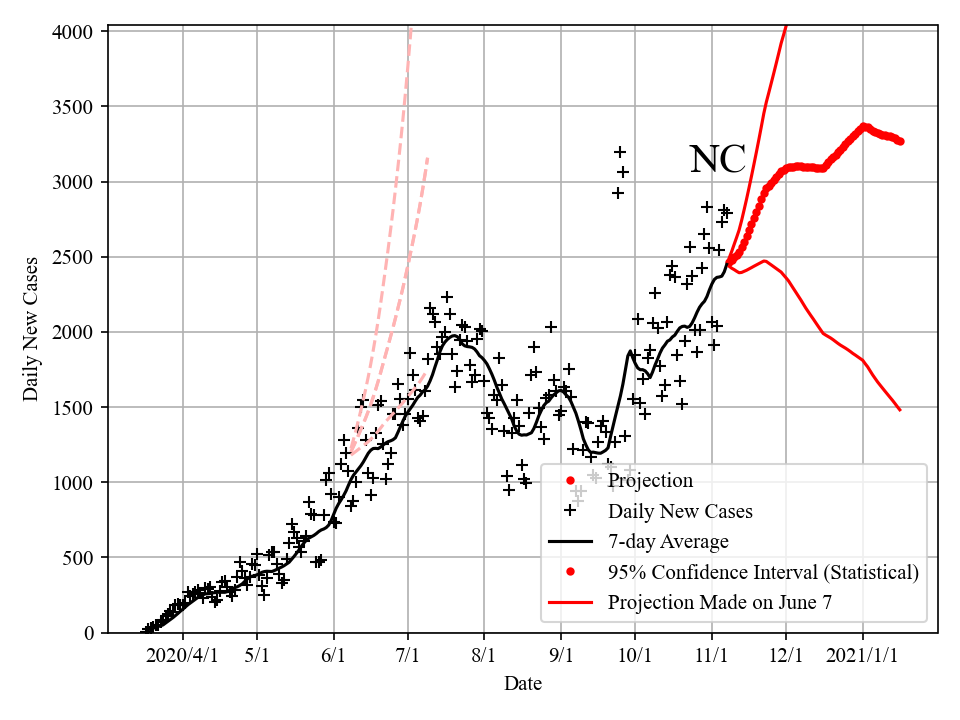 4000
3500
3000
2500
2000
1500
1000
500
0
Daily New Cases
NC
Projection
Daily New Cases
7-day Average
95% Confidence Interval (Statistical)
Projection Made on June 7
2020/4/1 5/1 6/1 7/1 8/1 9/1 10/1 11/1 12/1 2021/1/1
Date